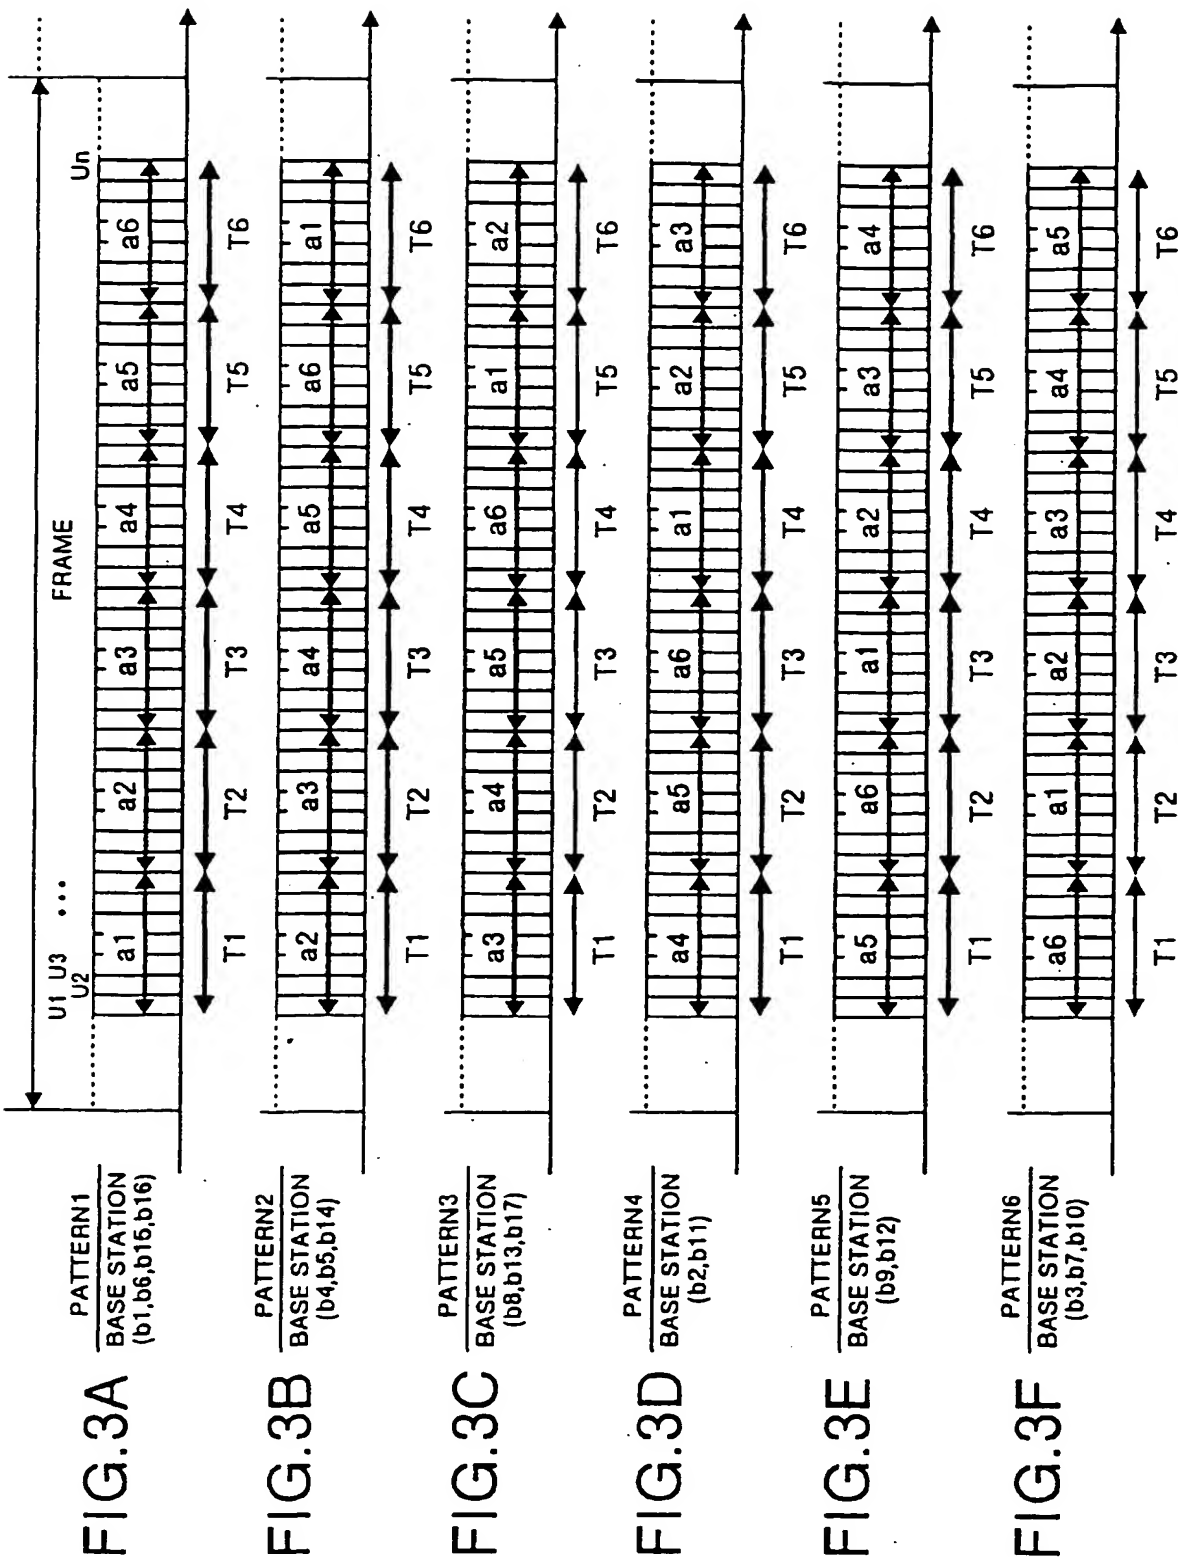 FIG.3A
PATTERN1
BASE STATION
(b1,b6,b15,b16)
FRAME
U1 U3 ... Un
U2
a1 a2 a3 a4 a5 a6
T1 T2 T3 T4 T5 T6
FIG.3B
PATTERN2
BASE STATION
(b4,b5,b14)
a2 a3 a4 a5 a6 a1
T1 T2 T3 T4 T5 T6
FIG.3C
PATTERN3
BASE STATION
(b8,b13,b17)
a3 a4 a5 a6 a1 a2
T1 T2 T3 T4 T5 T6
FIG.3D
PATTERN4
BASE STATION
(b2,b11)
a4 a5 a6 a1 a2 a3
T1 T2 T3 T4 T5 T6
FIG.3E
PATTERN5
BASE STATION
(b9,b12)
a5 a6 a1 a2 a3 a4
T1 T2 T3 T4 T5 T6
FIG.3F
PATTERN6
BASE STATION
(b3,b7,b10)
a6 a1 a2 a3 a4 a5
T1 T2 T3 T4 T5 T6